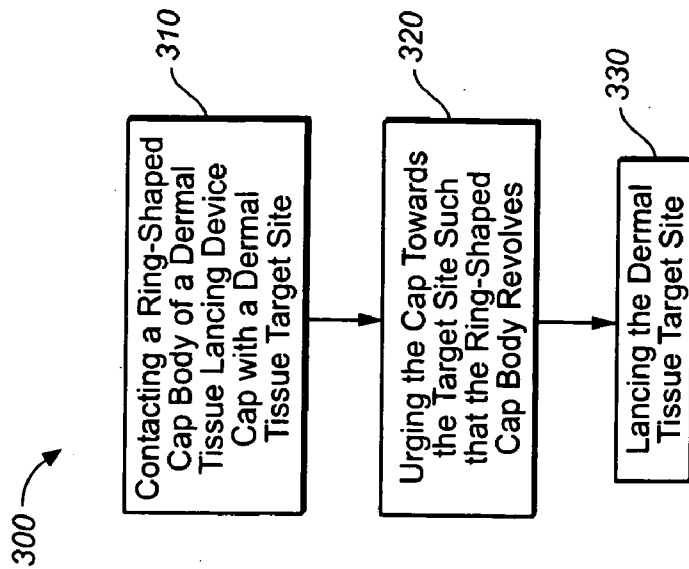 300
310
Contacting a Ring-Shaped
Cap Body of a Dermal
Tissue Lancing Device
Cap with a Dermal
Tissue Target Site
320
Urging the Cap Towards
the Target Site Such
that the Ring-Shaped
Cap Body Revolves
330
Lancing the Dermal
Tissue Target Site